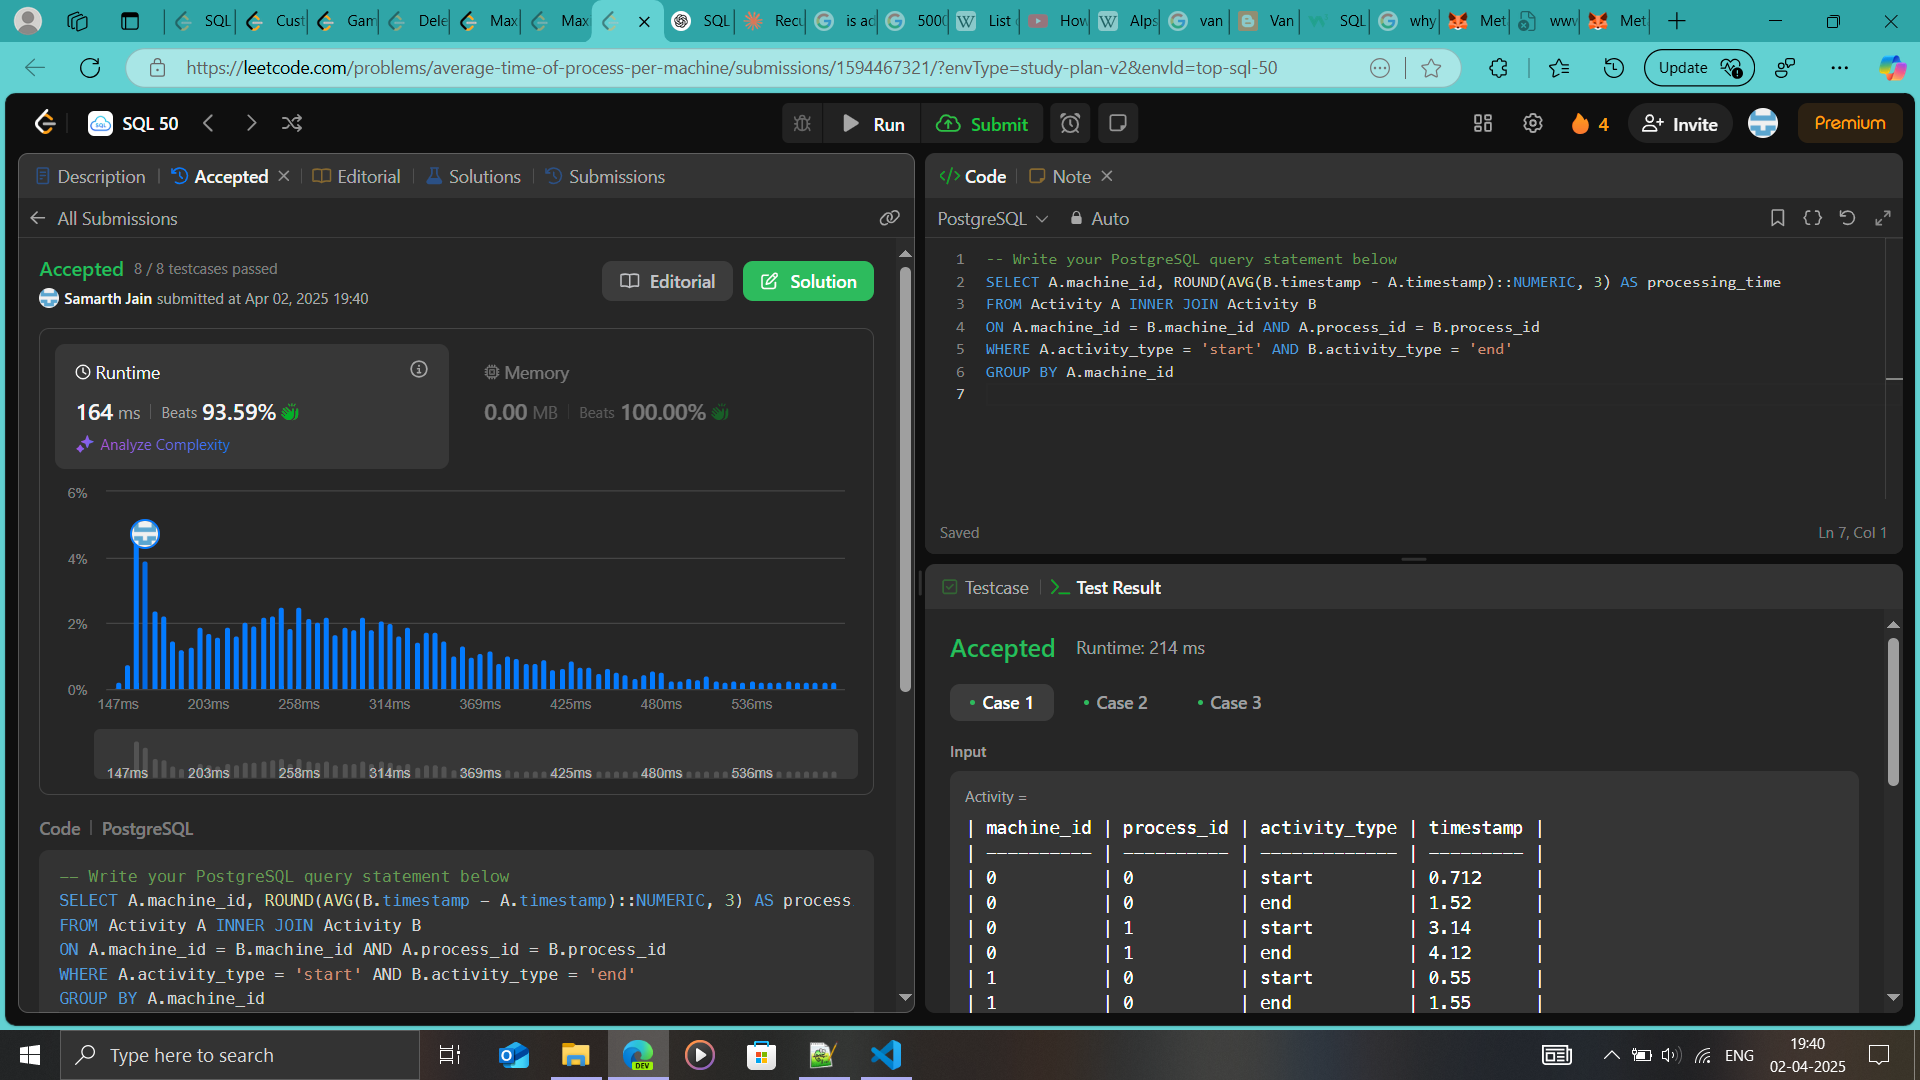 SQL
Cust
Gam
Dele
Max
Max
SQL
Recu
is ad
5000
List
How
Alps
van
Van
SQL
why
Met
www
Met
https://leetcode.com/problems/average-time-of-process-per-machine/submissions/1594467321/?envType=study-plan-v2&envId=top-sql-50
Update
SQL 50
Run
Submit
4
Invite
Premium
Description
Accepted
Editorial
Solutions
Submissions
All Submissions
Accepted 8 / 8 testcases passed
Samarth Jain submitted at Apr 02, 2025 19:40
Editorial
Solution
Runtime
164 ms | Beats 93.59%
Analyze Complexity
Memory
0.00 MB | Beats 100.00%
6%
4%
2%
0%
147ms 203ms 258ms 314ms 369ms 425ms 480ms 536ms
147ms 203ms 258ms 314ms 369ms 425ms 480ms 536ms
Code | PostgreSQL
-- Write your PostgreSQL query statement below
SELECT A.machine_id, ROUND(AVG(B.timestamp - A.timestamp)::NUMERIC, 3) AS process
FROM Activity A INNER JOIN Activity B
ON A.machine_id = B.machine_id AND A.process_id = B.process_id
WHERE A.activity_type = 'start' AND B.activity_type = 'end'
GROUP BY A.machine_id
Code
Note
PostgreSQL
Auto
1 -- Write your PostgreSQL query statement below
2 SELECT A.machine_id, ROUND(AVG(B.timestamp - A.timestamp)::NUMERIC, 3) AS processing_time
3 FROM Activity A INNER JOIN Activity B
4 ON A.machine_id = B.machine_id AND A.process_id = B.process_id
5 WHERE A.activity_type = 'start' AND B.activity_type = 'end'
6 GROUP BY A.machine_id
7
Saved
Ln 7, Col 1
Testcase
Test Result
Accepted Runtime: 214 ms
Case 1
Case 2
Case 3
Input
Activity =
| machine_id | process_id | activity_type | timestamp |
| ---------- | ---------- | ------------- | --------- |
| 0 | 0 | start | 0.712 |
| 0 | 0 | end | 1.52 |
| 0 | 1 | start | 3.14 |
| 0 | 1 | end | 4.12 |
| 1 | 0 | start | 0.55 |
| 1 | 0 | end | 1.55 |
Type here to search
DEV
ENG
19:40
02-04-2025